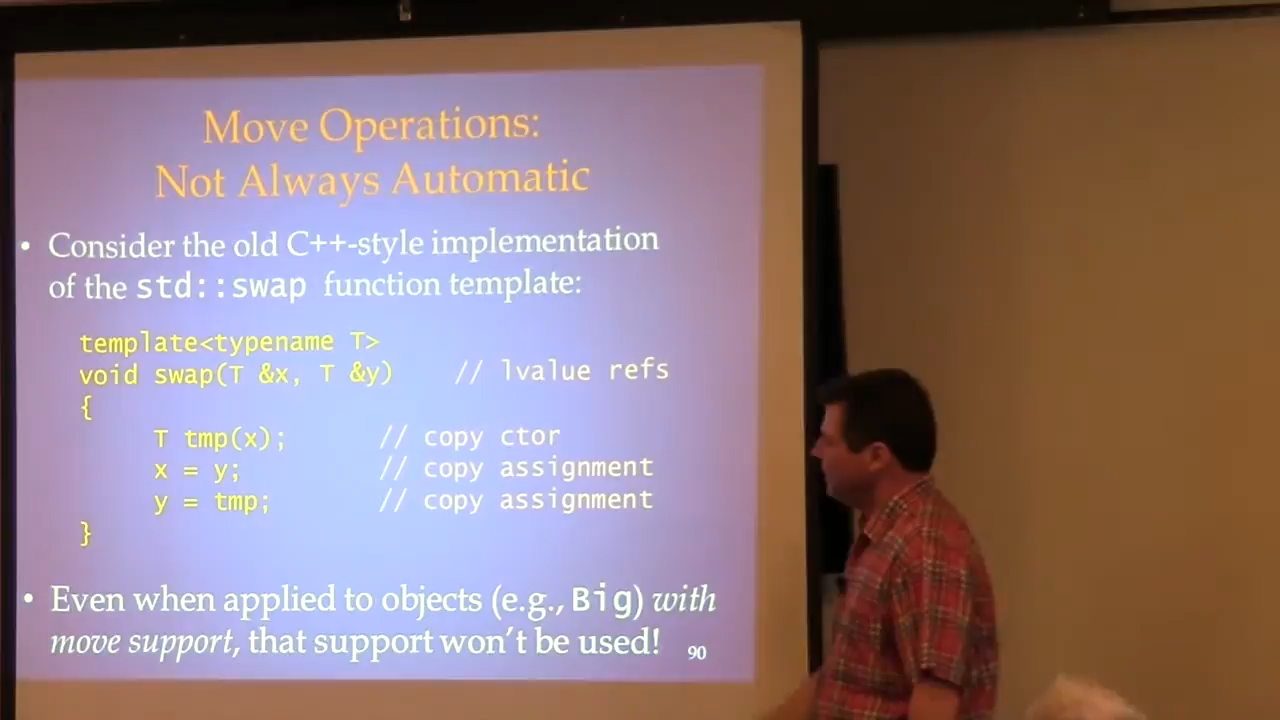 Move Operations:
Not Always Automatic
• Consider the old C++-style implementation
of the std::swap function template:
template<typename T>
void swap(T &x, T &y) // lvalue refs
{
T tmp(x); // copy ctor
x = y; // copy assignment
y = tmp; // copy assignment
}
• Even when applied to objects (e.g., Big) with
move support, that support won't be used!
90